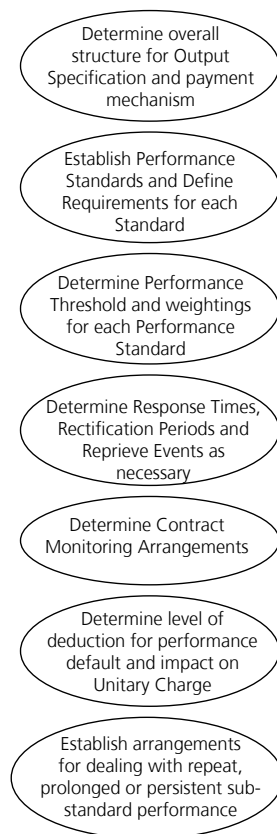 Determine overall
structure for Output
Specification and payment
mechanism
Establish Performance
Standards and Define
Requirements for each
Standard
Determine Performance
Threshold and weightings
for each Performance
Standard
Determine Response Times,
Rectification Periods and
Reprieve Events as
necessary
Determine Contract
Monitoring Arrangements
Determine level of
deduction for performance
default and impact on
Unitary Charge
Establish arrangements
for dealing with repeat,
prolonged or persistent sub-
standard performance